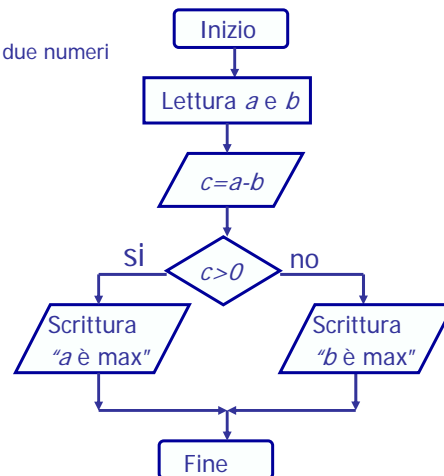 Inizio
due numeri
Lettura a e b
c=a-b
si
no
c>0
Scrittura
"a è max"
Scrittura
"b è max"
Fine